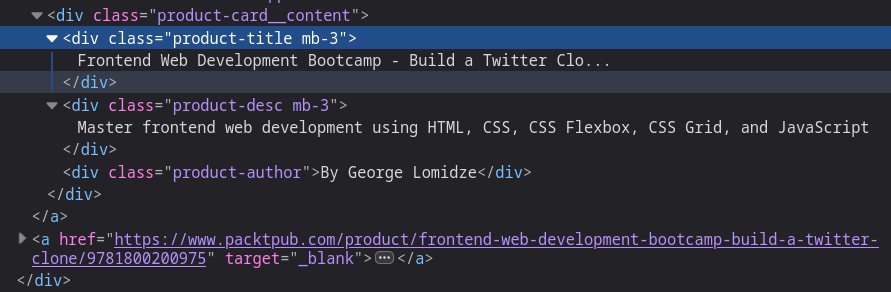 <div class="product-card__content">
<div class="product-title mb-3">
Frontend Web Development Bootcamp - Build a Twitter Clo...
</div>
<div class="product-desc mb-3">
Master frontend web development using HTML, CSS, CSS Flexbox, CSS Grid, and JavaScript
</div>
<div class="product-author">By George Lomidze</div>
</div>
</a>
<a href="https://www.packtpub.com/product/frontend-web-development-bootcamp-build-a-twitter-
clone/9781800200975" target="_blank">...</a>
</div>